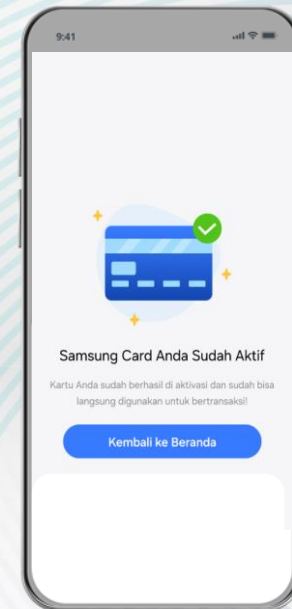 9:41
Samsung Card Anda Sudah Aktif
Kartu Anda sudah berhasil di aktivasi dan sudah bisa
langsung digunakan untuk bertransaksi!
Kembali ke Beranda